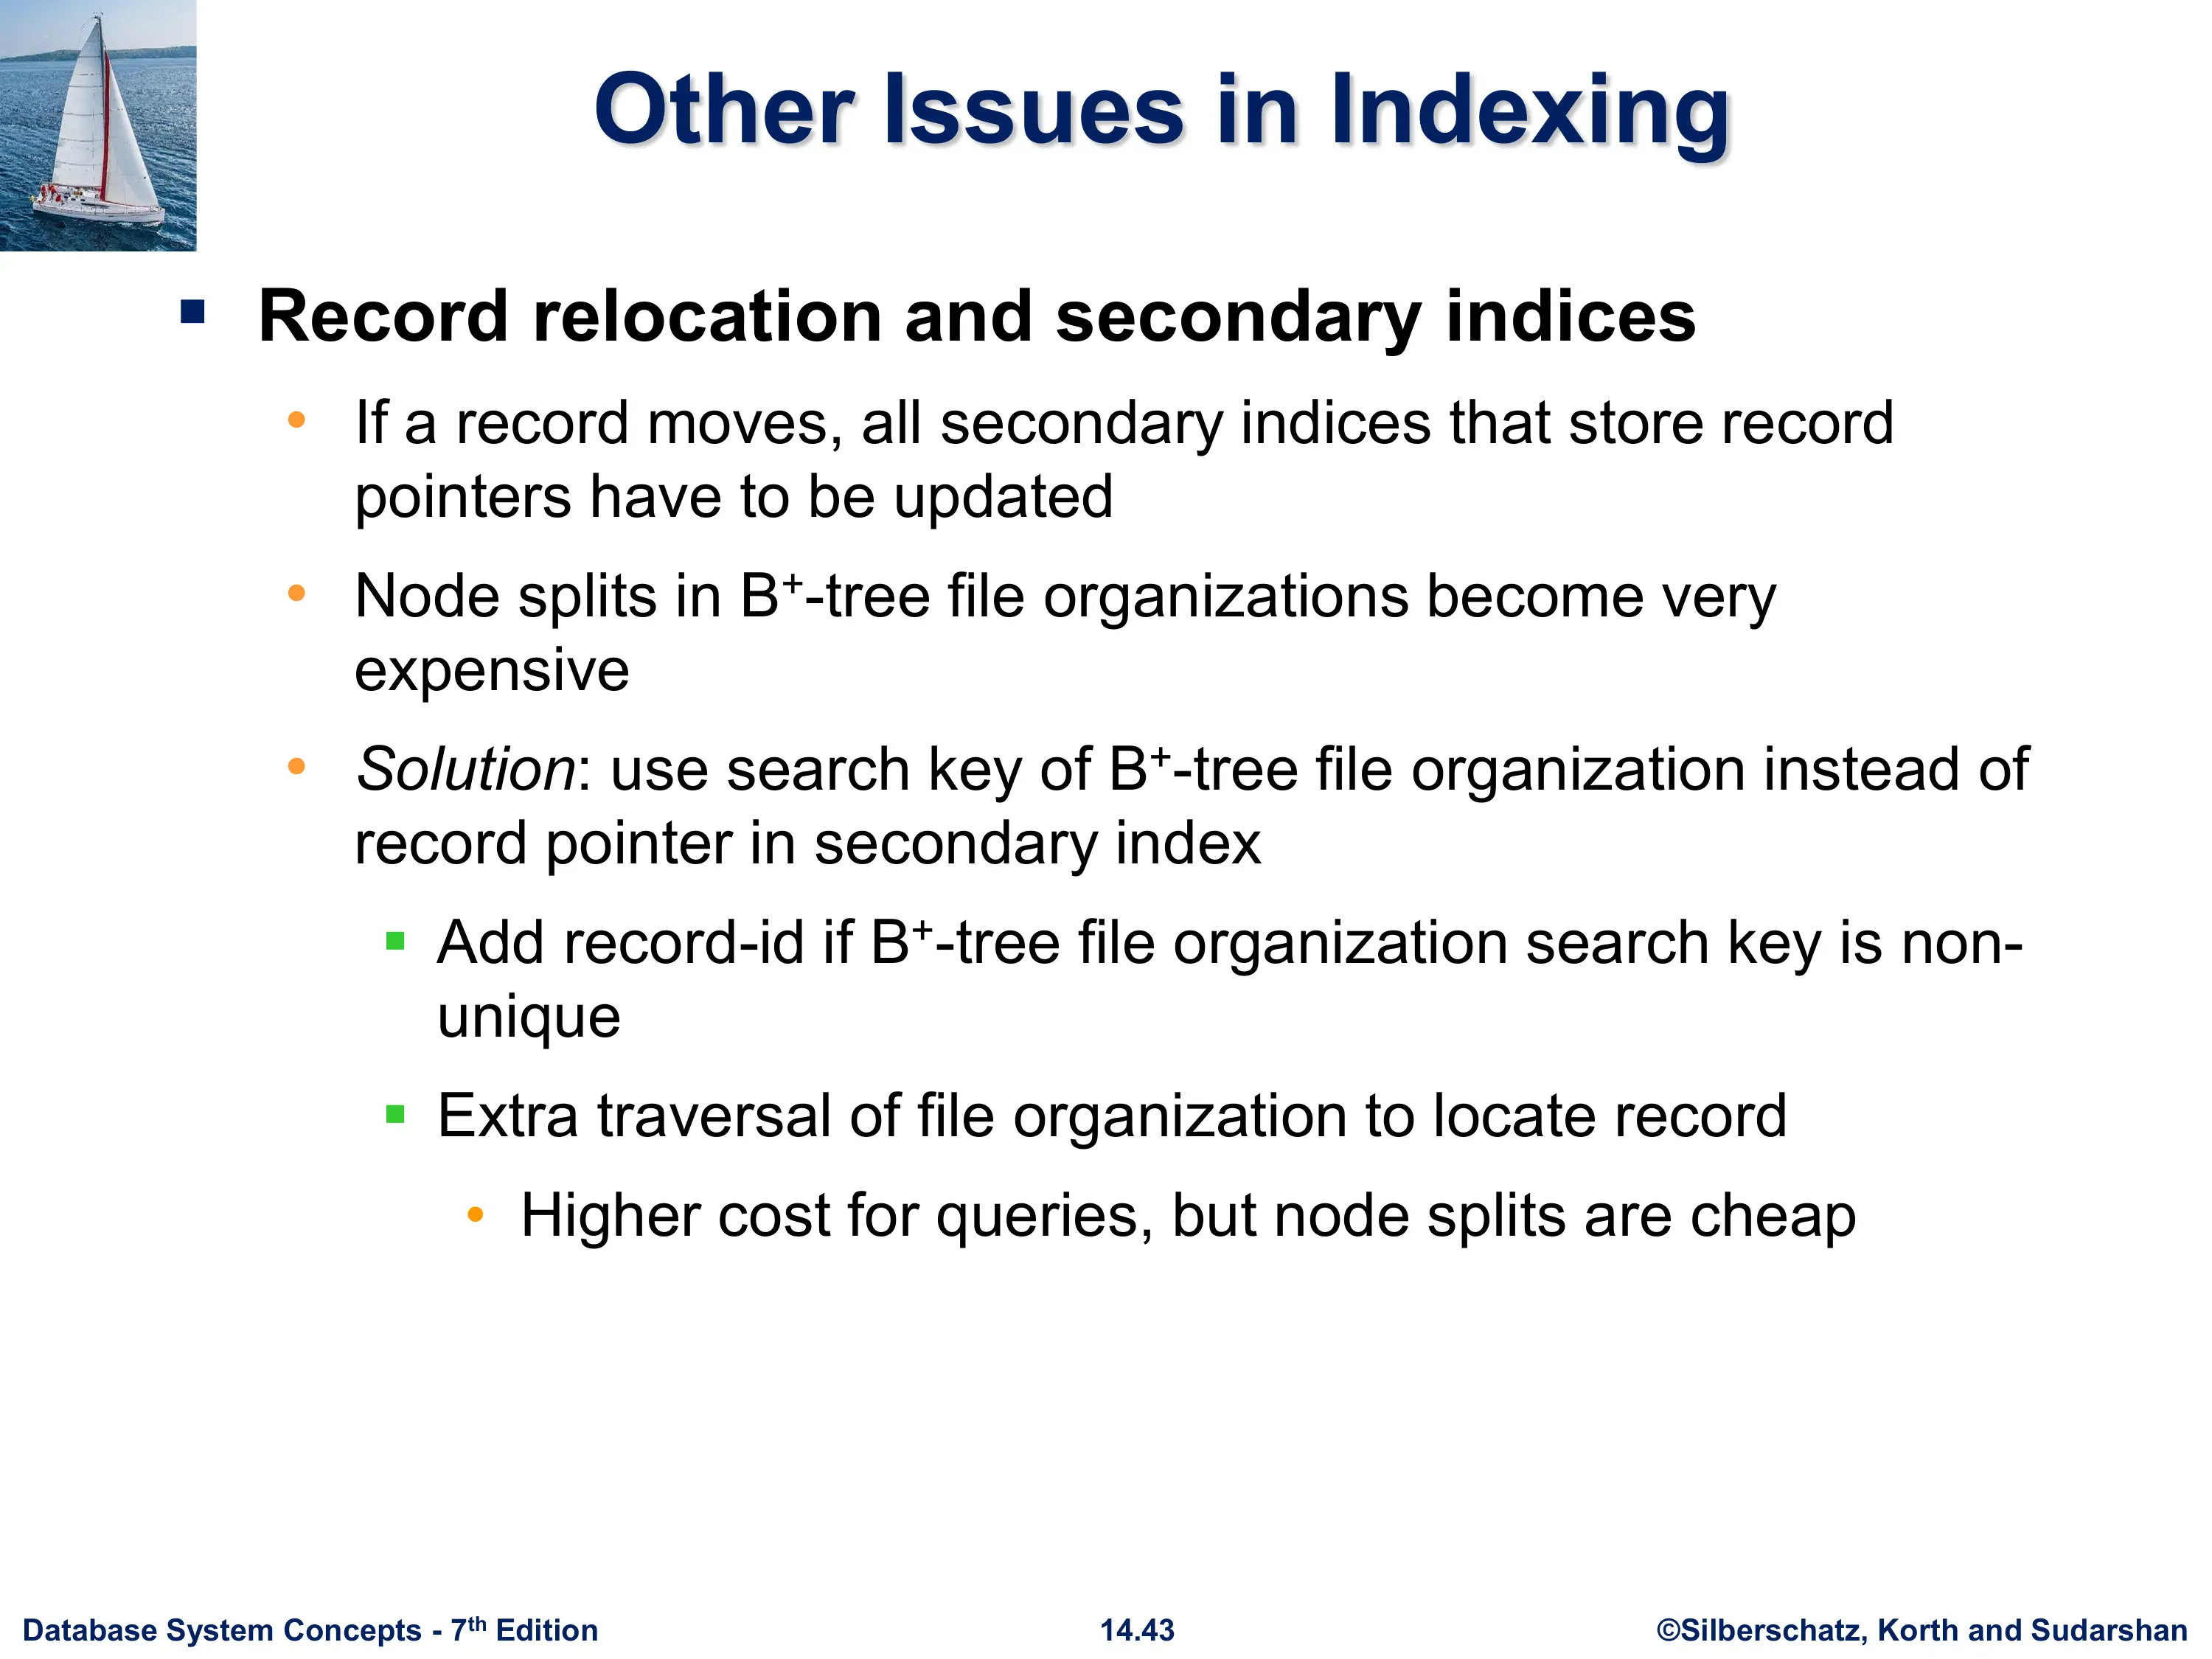 Other Issues in Indexing
▪ Record relocation and secondary indices
• If a record moves, all secondary indices that store record
pointers have to be updated
• Node splits in B⁺-tree file organizations become very
expensive
• Solution: use search key of B⁺-tree file organization instead of
record pointer in secondary index
▪ Add record-id if B⁺-tree file organization search key is non-
unique
▪ Extra traversal of file organization to locate record
• Higher cost for queries, but node splits are cheap
Database System Concepts - 7th Edition
14.43
©Silberschatz, Korth and Sudarshan